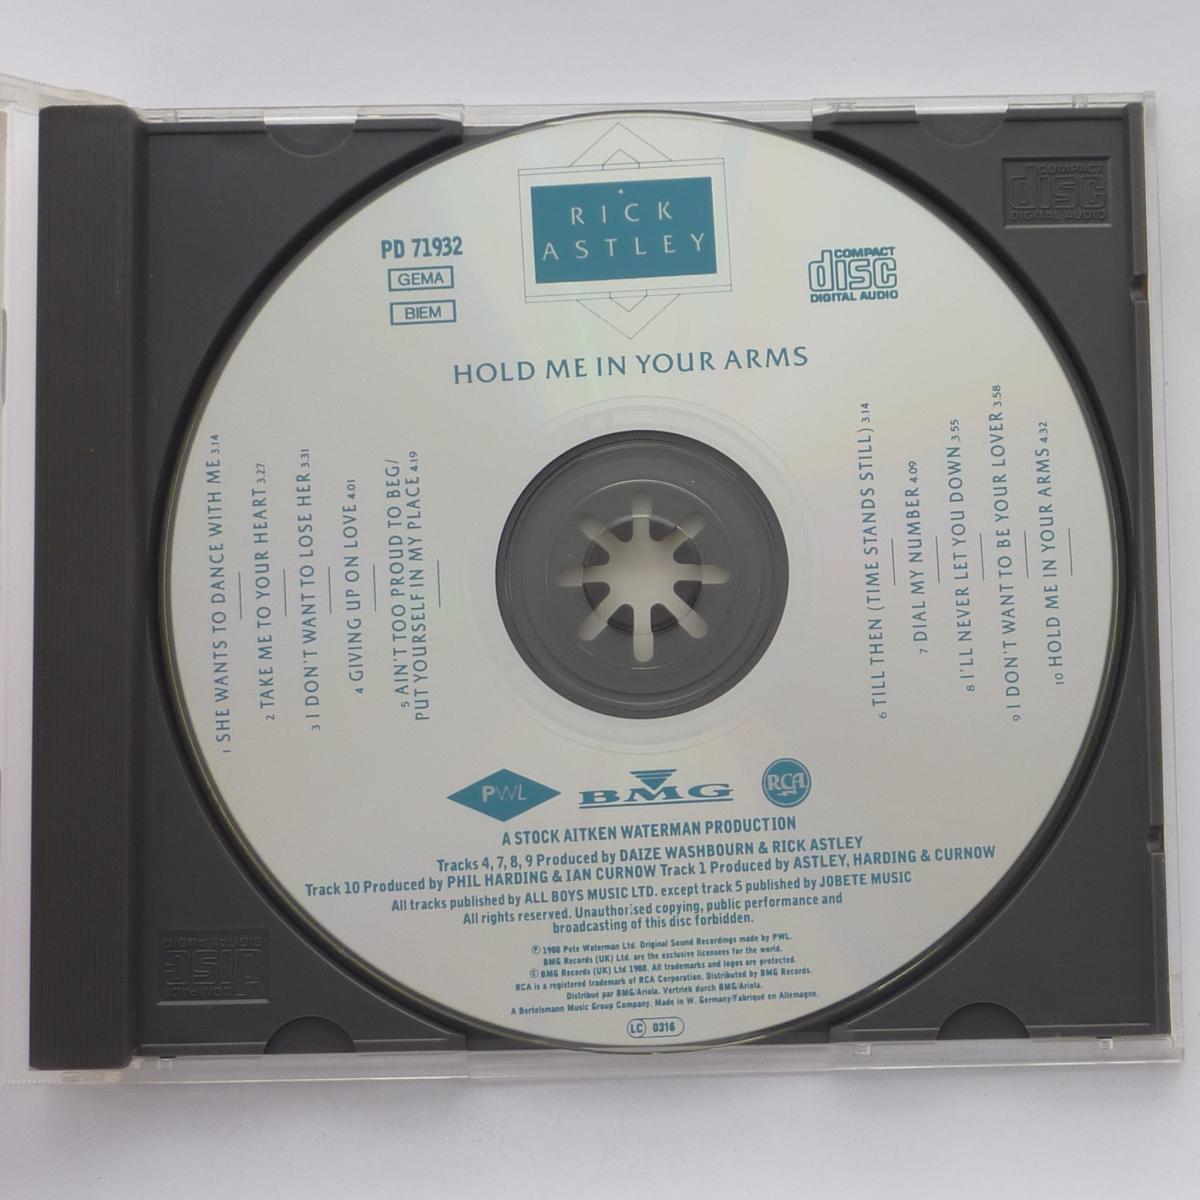 RICK
ASTLEY
PD 71932
GEMA
BIEM
COMPACT
disc
DIGITAL AUDIO
COMPACT
disc
DIGITAL AUDIO
HOLD ME IN YOUR ARMS
1 SHE WANTS TO DANCE WITH ME 3.14
2 TAKE ME TO YOUR HEART 3.27
3 I DON'T WANT TO LOSE HER 3.31
4 GIVING UP ON LOVE 4.01
5 AIN'T TOO PROUD TO BEG/
PUT YOURSELF IN MY PLACE 4.19
6 TILL THEN (TIME STANDS STILL) 3.14
7 DIAL MY NUMBER 4.09
8 I'LL NEVER LET YOU DOWN 3.55
9 I DON'T WANT TO BE YOUR LOVER 3.58
10 HOLD ME IN YOUR ARMS 4.32
PWL
BMG
RCA
A STOCK AITKEN WATERMAN PRODUCTION
Tracks 4, 7, 8, 9 Produced by DAIZE WASHBOURN & RICK ASTLEY
Track 10 Produced by PHIL HARDING & IAN CURNOW Track 1 Produced by ASTLEY, HARDING & CURNOW
All tracks published by ALL BOYS MUSIC LTD. except track 5 published by JOBETE MUSIC
All rights reserved. Unauthorised copying, public performance and
broadcasting of this disc forbidden.
℗ 1988 Pete Waterman Ltd. Original Sound Recordings made by PWL.
BMG Records (UK) Ltd. are the exclusive licensees for the world.
© BMG Records (UK) Ltd 1988. All trademarks and logos are protected.
RCA is a registered trademark of RCA Corporation. Distributed by BMG Records.
Distribué par BMG/Ariola. Vertrieb durch BMG/Ariola.
A Bertelsmann Music Group Company. Made in W. Germany/Fabriqué en Allemagne.
LC 0316
COMPACT
disc
DIGITAL AUDIO